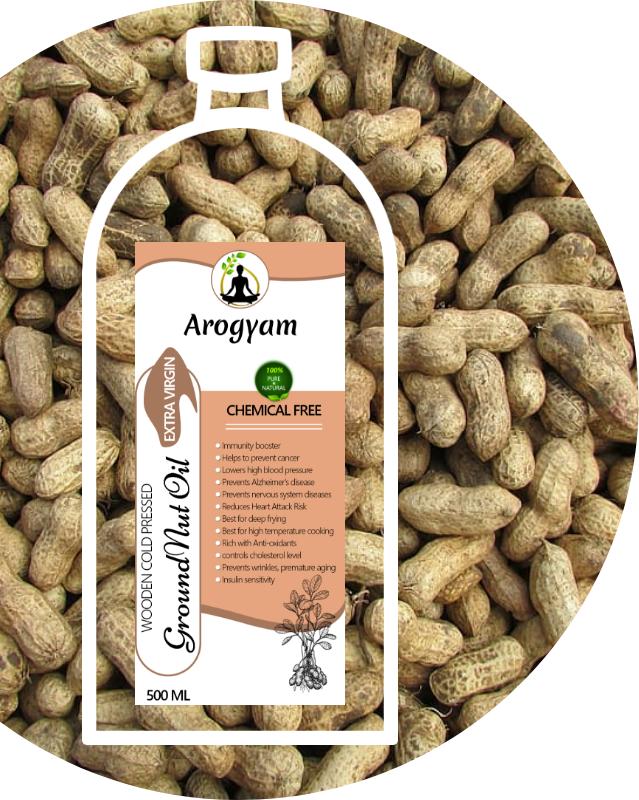 Arogyam
100%
PURE
&
NATURAL
CHEMICAL FREE
EXTRA VIRGIN
WOODEN COLD PRESSED
GroundNut Oil
Immunity booster
Helps to prevent cancer
Lowers high blood pressure
Prevents Alzheimer's disease
Prevents nervous system diseases
Reduces Heart Attack Risk
Best for deep frying
Best for high temperature cooking
Rich with Anti-oxidants
controls cholesterol level
Prevents wrinkles, premature aging
Insulin sensitivity
500 ML